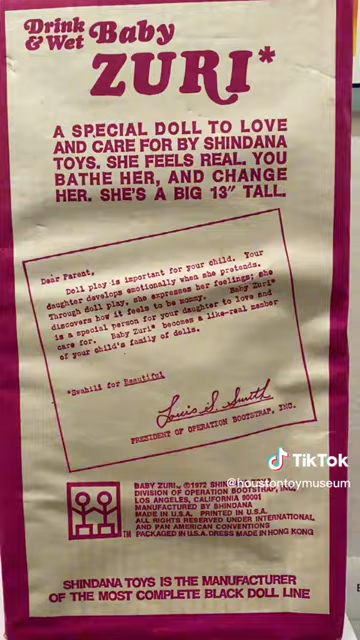 Drink
& Wet Baby
ZURI*
A SPECIAL DOLL TO LOVE
AND CARE FOR BY SHINDANA
TOYS. SHE FEELS REAL. YOU
BATHE HER, AND CHANGE
HER. SHE'S A BIG 13" TALL.
Dear Parent,
Doll play is important for your child. Your
daughter develops emotionally when she pretends.
Through doll play, she expresses her feelings; she
discovers how it feels to be mommy. Baby Zuri*
is a special person for your daughter to love and
care for. Baby Zuri* becomes a like-real member
of your child's family of dolls.
*Swahili for Beautiful
Louis S. Smith
PRESIDENT OF OPERATION BOOTSTRAP, INC.
TikTok
@houstontoymuseum
BABY ZURI, ©1972 SHINDANA
DIVISION OF OPERATION BOOTSTRAP, INC.
LOS ANGELES, CALIFORNIA 90001
MANUFACTURED BY SHINDANA
MADE IN U.S.A. PRINTED IN U.S.A.
ALL RIGHTS RESERVED UNDER INTERNATIONAL
AND PAN AMERICAN CONVENTIONS
TM PACKAGED IN U.S.A. DRESS MADE IN HONG KONG
SHINDANA TOYS IS THE MANUFACTURER
OF THE MOST COMPLETE BLACK DOLL LINE